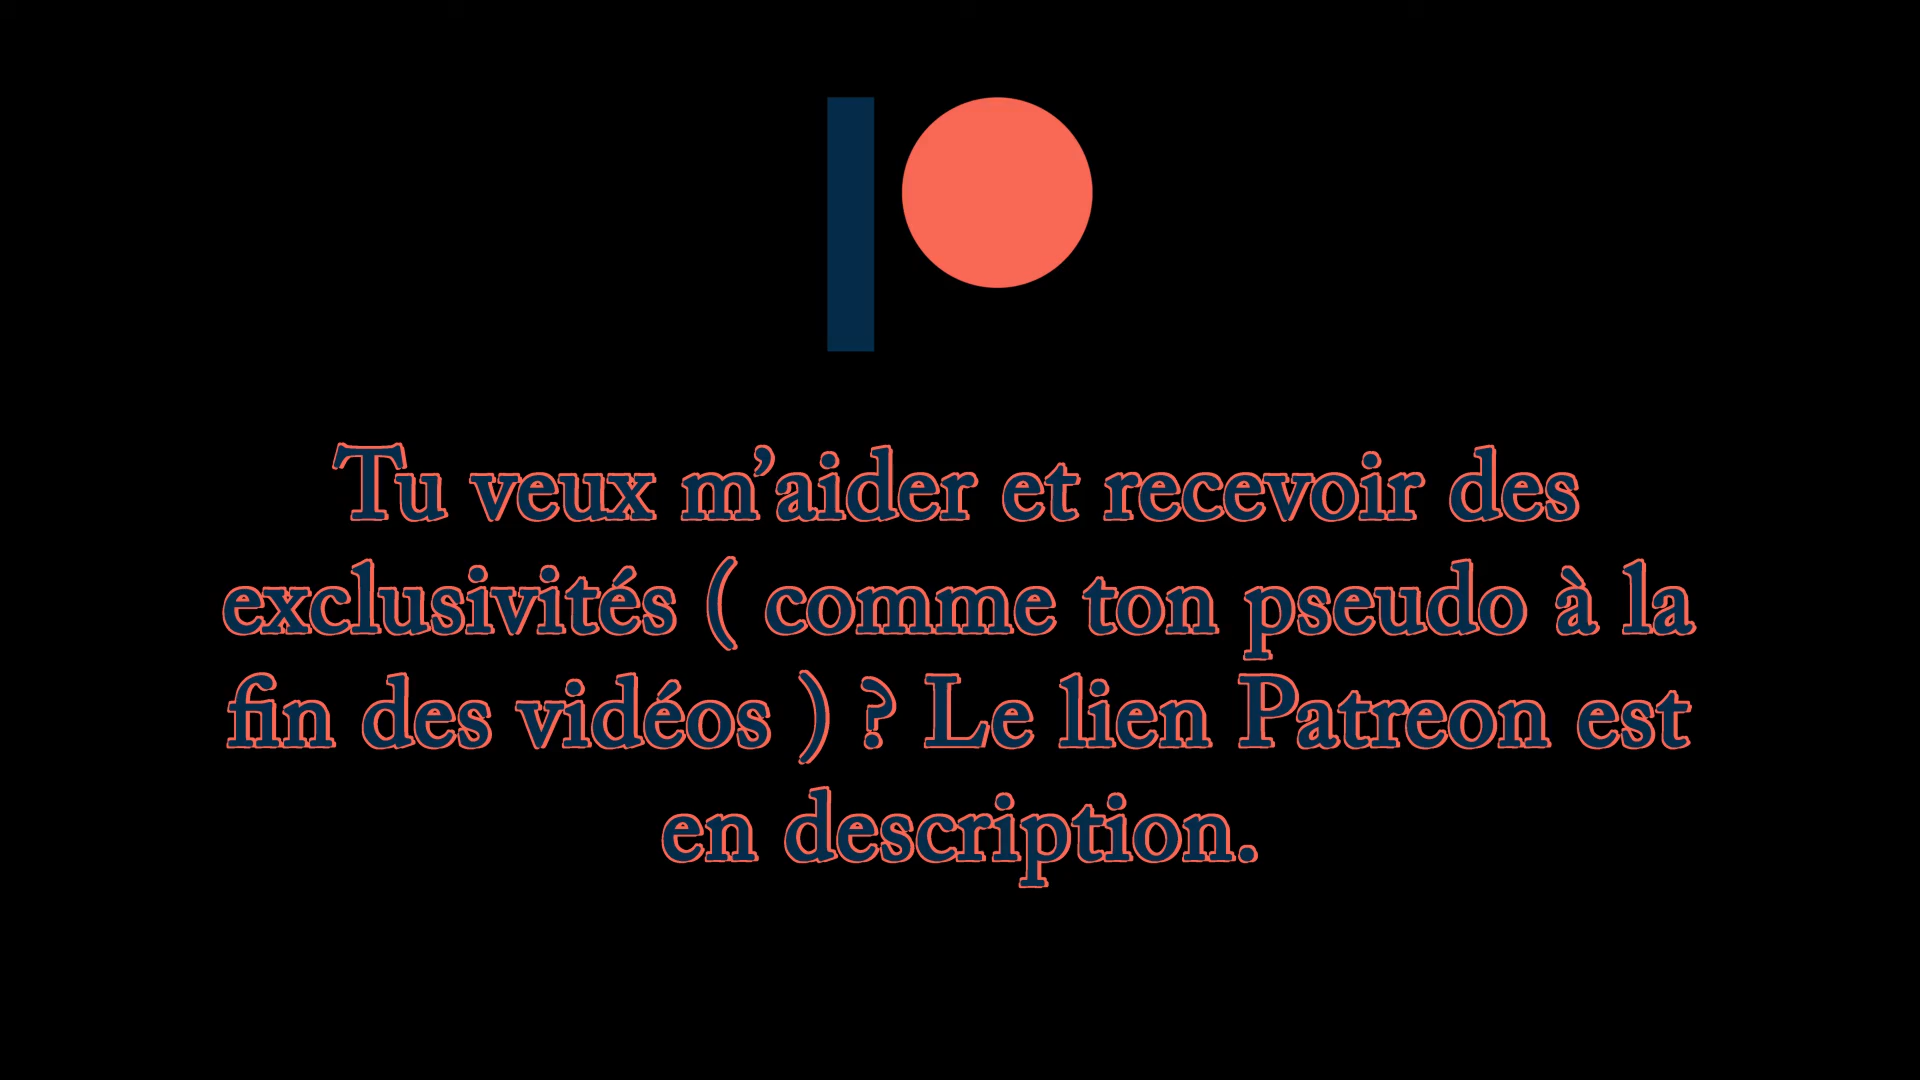 Tu veux m’aider et recevoir des
exclusivités ( comme ton pseudo à la
fin des vidéos ) ? Le lien Patreon est
en description.